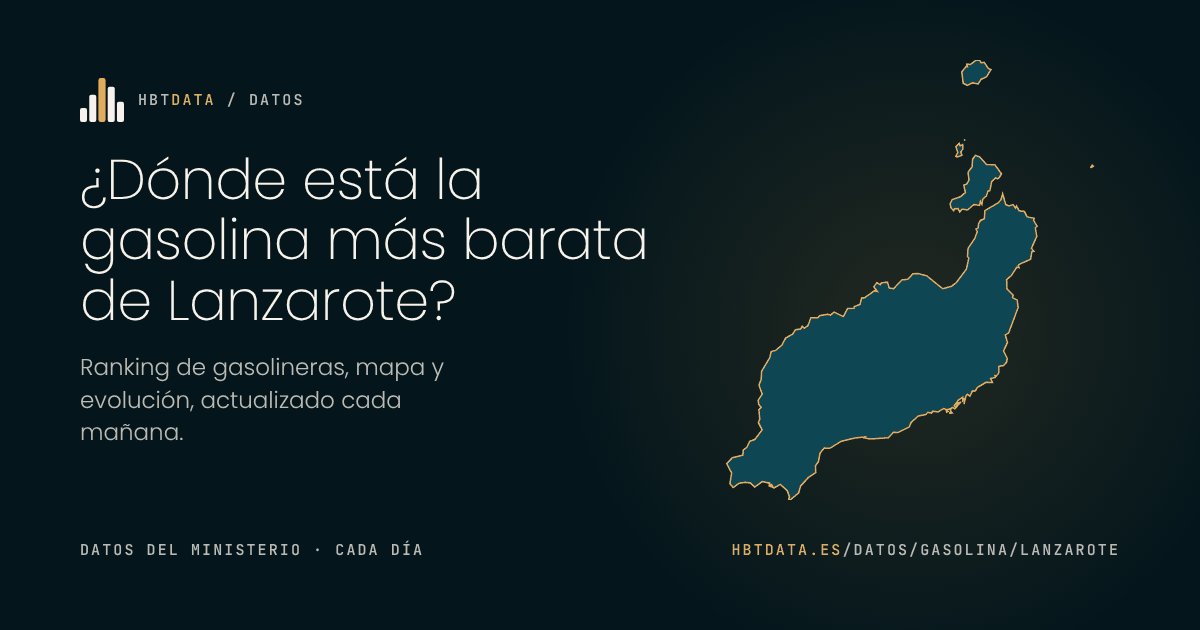 HBTDATA / DATOS
¿Dónde está la
gasolina más barata
de Lanzarote?
Ranking de gasolineras, mapa y
evolución, actualizado cada
mañana.
DATOS DEL MINISTERIO · CADA DÍA
HBTDATA.ES/DATOS/GASOLINA/LANZAROTE